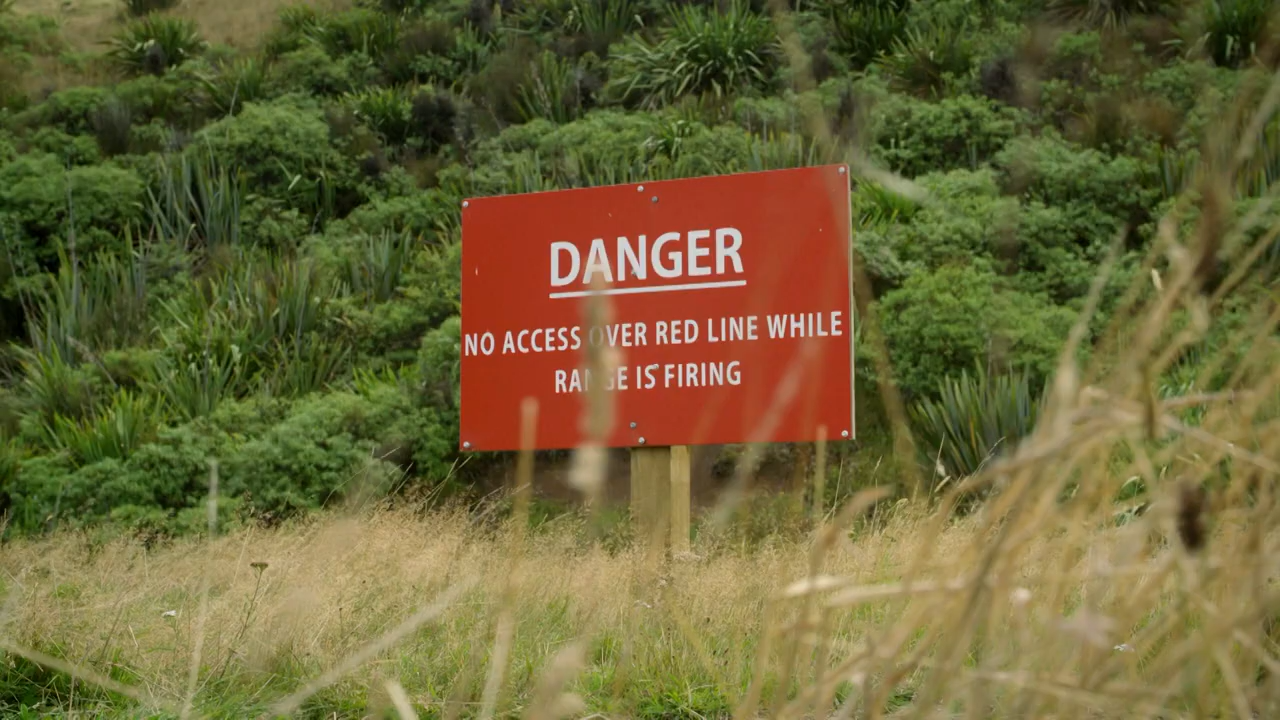 DANGER
NO ACCESS OVER RED LINE WHILE
RANGE IS FIRING